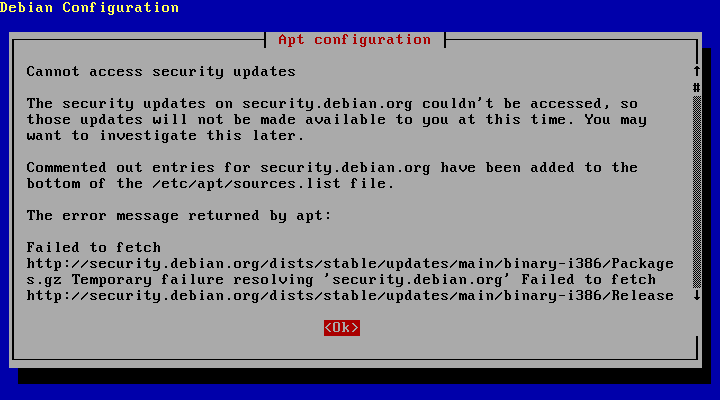 Debian Configuration
Apt configuration
Cannot access security updates
The security updates on security.debian.org couldn't be accessed, so
those updates will not be made available to you at this time. You may
want to investigate this later.
Commented out entries for security.debian.org have been added to the
bottom of the /etc/apt/sources.list file.
The error message returned by apt:
Failed to fetch
http://security.debian.org/dists/stable/updates/main/binary-i386/Package
s.gz Temporary failure resolving 'security.debian.org' Failed to fetch
http://security.debian.org/dists/stable/updates/main/binary-i386/Release
<Ok>